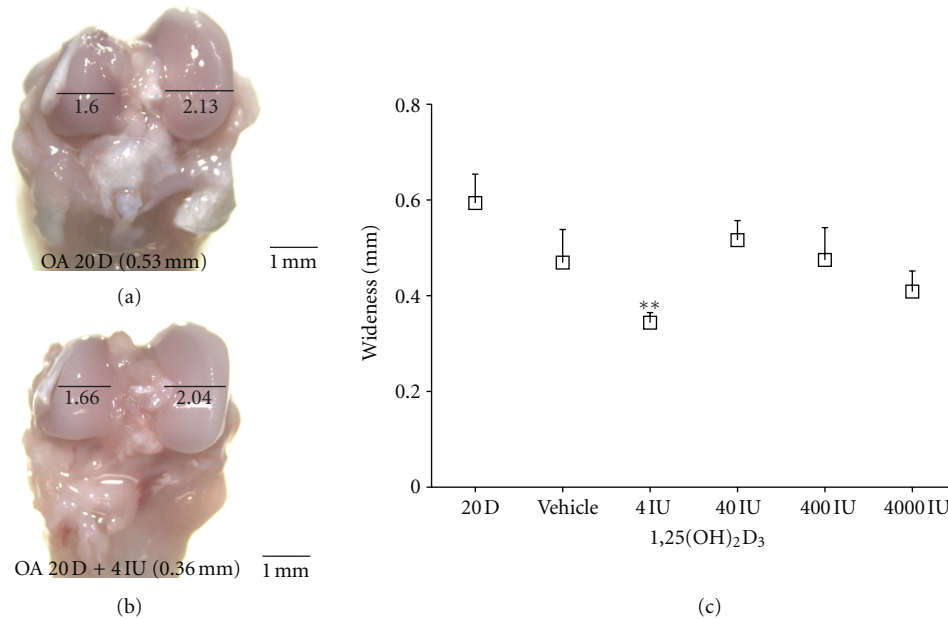 1.6
2.13
OA 20 D (0.53 mm)
1 mm
(a)
1.66
2.04
OA 20 D + 4 IU (0.36 mm)
1 mm
(b)
0.8
0.6
0.4
0.2
0
Wideness (mm)
**
20 D Vehicle 4 IU 40 IU 400 IU 4000 IU
1,25(OH)₂D₃
(c)